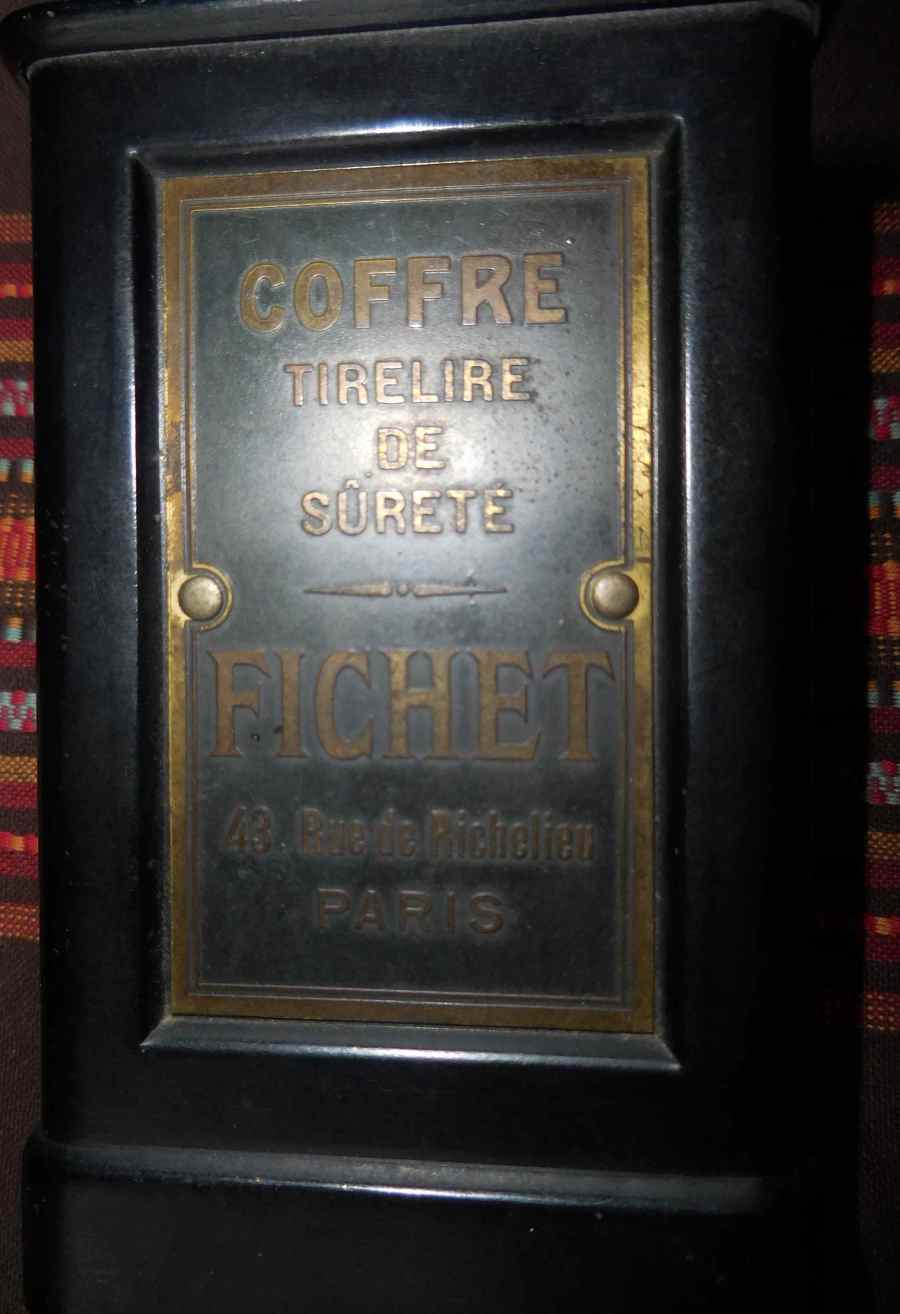 COFFRE
TIRELIRE
DE
SÛRETÉ
FICHET
43 Rue de Richelieu
PARIS